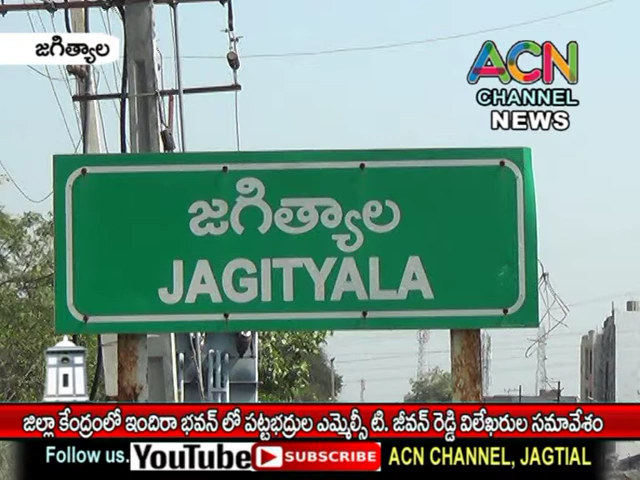 జగిత్యాల
ACN
CHANNEL
NEWS
జగిత్యాల
JAGITYALA
జిల్లా కేంద్రంలో ఇందిరా భవన్ లో పట్టభద్రుల ఎమ్మెల్సీ టి. జీవన్ రెడ్డి విలేఖరుల సమావేశం
Follow us. YouTube SUBSCRIBE ACN CHANNEL, JAGTIAL